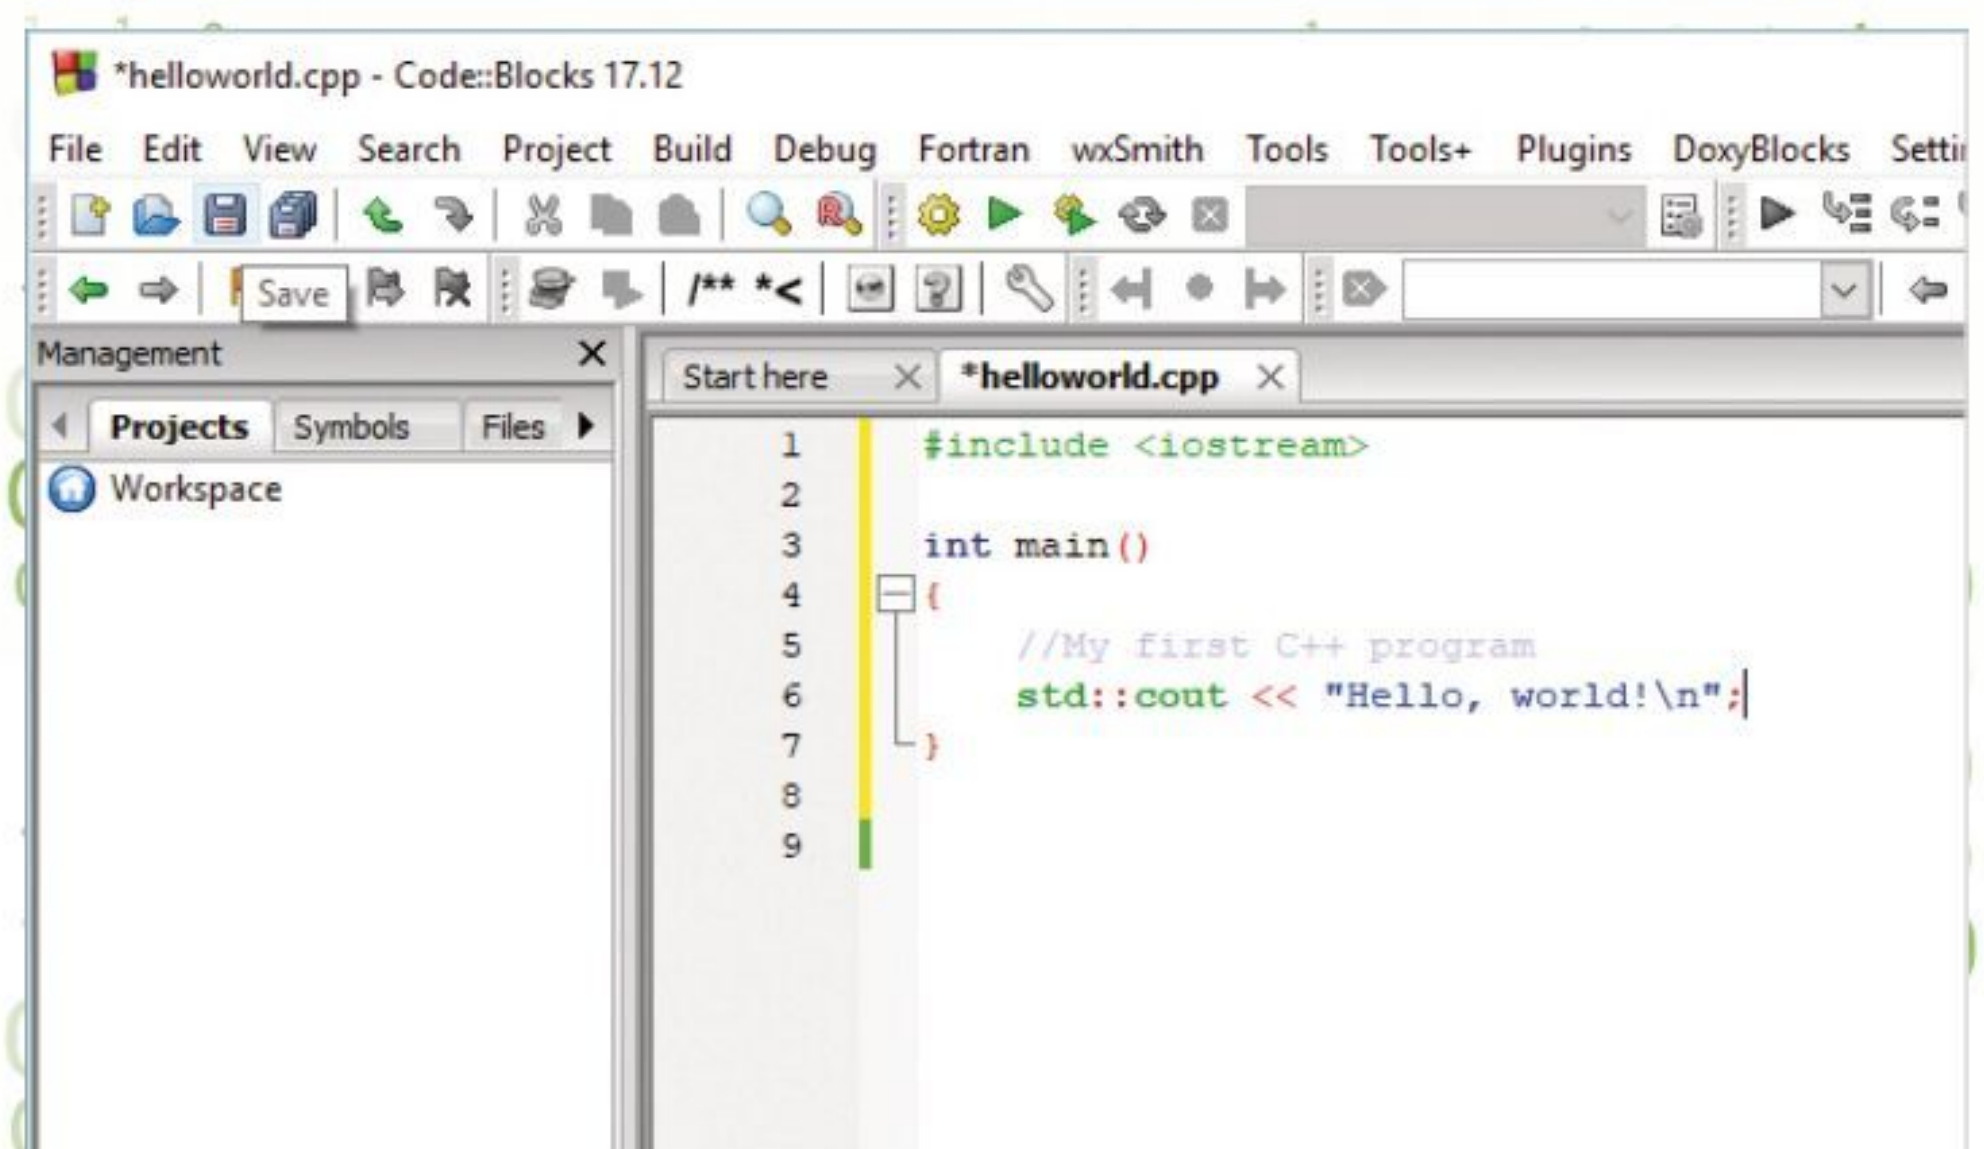 *helloworld.cpp - Code::Blocks 17.12
File Edit View Search Project Build Debug Fortran wxSmith Tools Tools+ Plugins DoxyBlocks
R
Save /** *< ?
Management
Start here *helloworld.cpp
Projects Symbols Files
Workspace
1 #include <iostream>
2
3 int main()
4 {
5 //My first C++ program
6 std::cout << "Hello, world!\n";
7 }
8
9